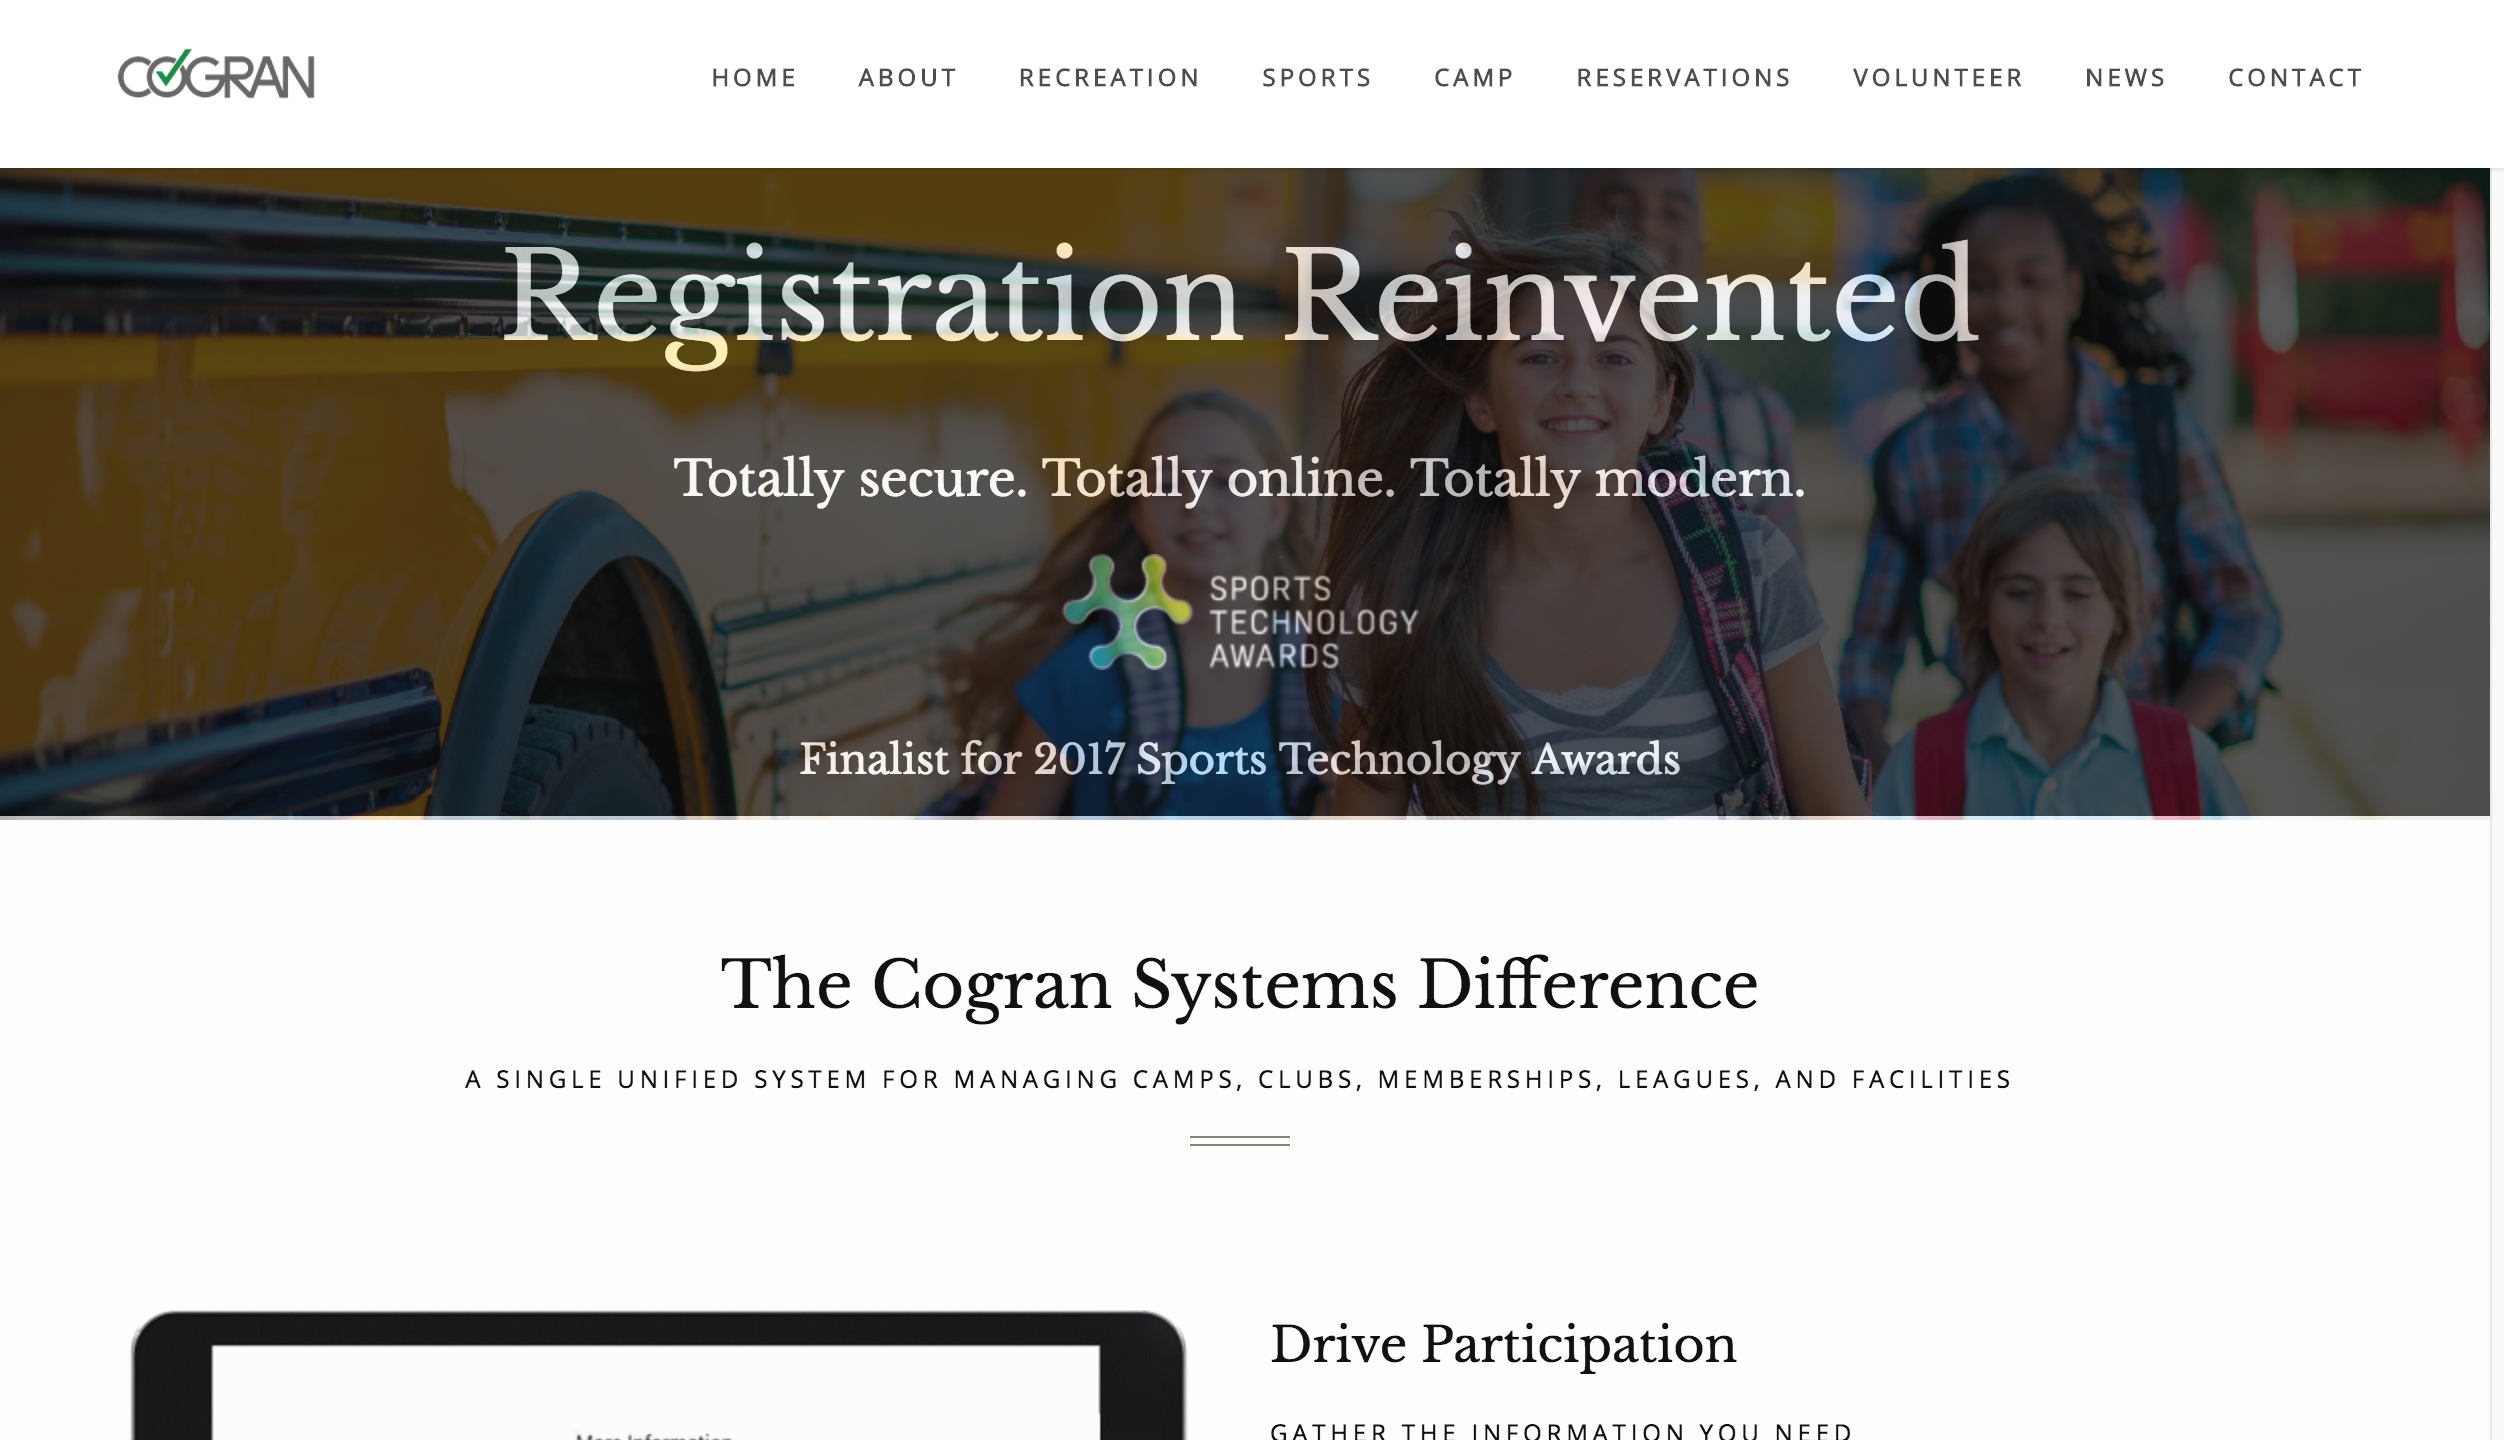 COGRAN
HOME ABOUT RECREATION SPORTS CAMP RESERVATIONS VOLUNTEER NEWS CONTACT
Registration Reinvented
Totally secure. Totally online. Totally modern.
SPORTS
TECHNOLOGY
AWARDS
Finalist for 2017 Sports Technology Awards
The Cogran Systems Difference
A SINGLE UNIFIED SYSTEM FOR MANAGING CAMPS, CLUBS, MEMBERSHIPS, LEAGUES, AND FACILITIES
Drive Participation
GATHER THE INFORMATION YOU NEED
More Information